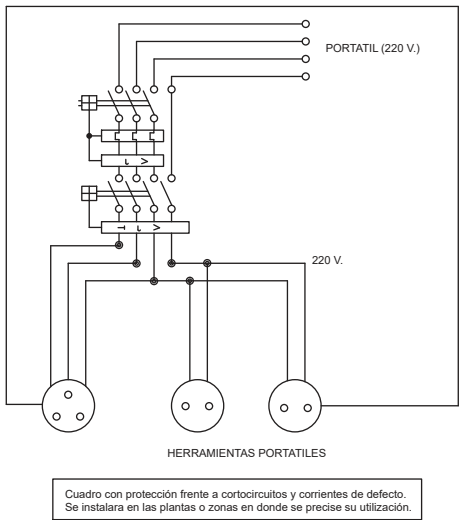 PORTATIL (220 V.)
220 V.
HERRAMIENTAS PORTATILES
Cuadro con protección frente a cortocircuitos y corrientes de defecto.
Se instalara en las plantas o zonas en donde se precise su utilización.